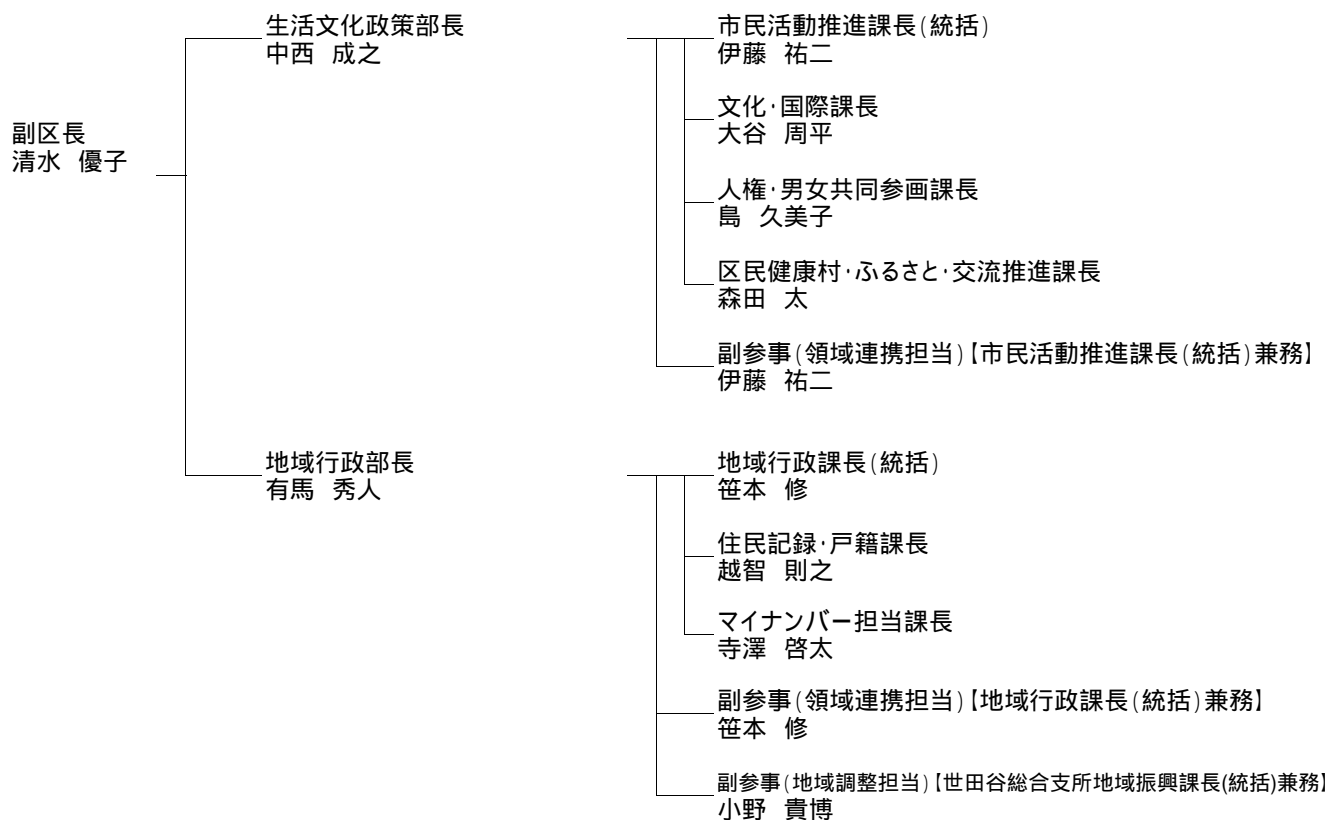 副区長
清水 優子
生活文化政策部長
中西 成之
市民活動推進課長(統括)
伊藤 祐二
文化・国際課長
大谷 周平
人権・男女共同参画課長
島 久美子
区民健康村・ふるさと・交流推進課長
森田 太
副参事(領域連携担当)【市民活動推進課長(統括)兼務】
伊藤 祐二
地域行政部長
有馬 秀人
地域行政課長(統括)
笹本 修
住民記録・戸籍課長
越智 則之
マイナンバー担当課長
寺澤 啓太
副参事(領域連携担当)【地域行政課長(統括)兼務】
笹本 修
副参事(地域調整担当)【世田谷総合支所地域振興課長(統括)兼務】
小野 貴博